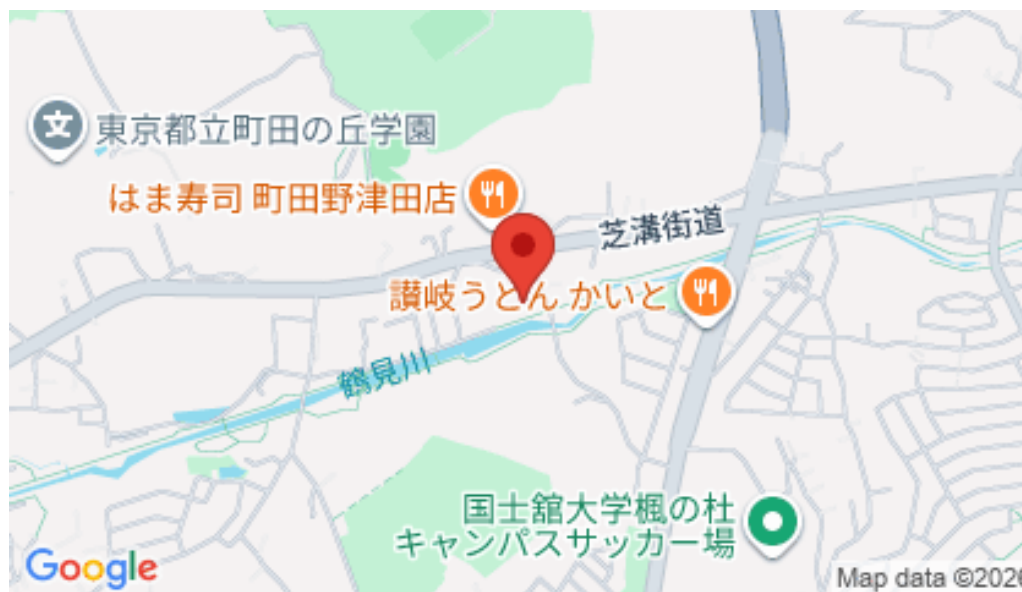 東京都立町田の丘学園
はま寿司 町田野津田店
芝溝街道
讃岐うどん かいと
鶴見川
国士舘大学楓の杜
キャンパスサッカー場
Google
Map data ©2026